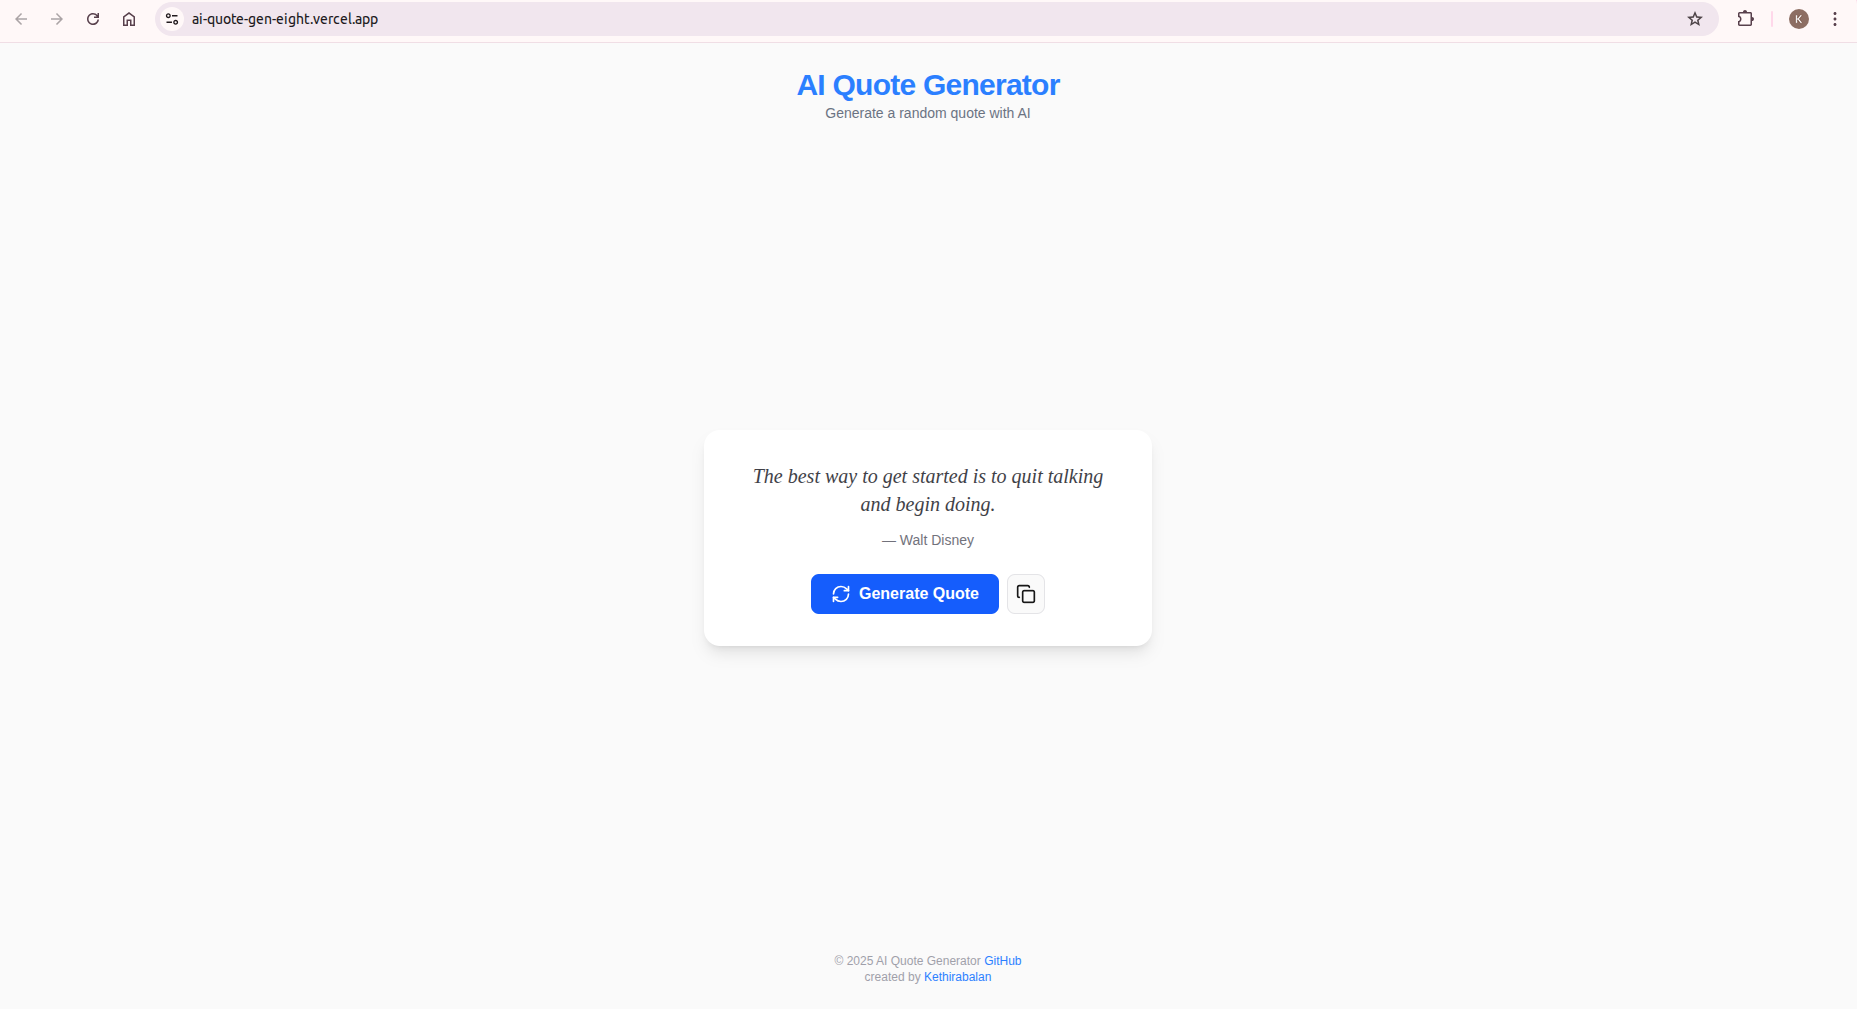 ai-quote-gen-eight.vercel.app
K
AI Quote Generator
Generate a random quote with AI
The best way to get started is to quit talking
and begin doing.
— Walt Disney
Generate Quote
© 2025 AI Quote Generator GitHub
created by Kethirabalan